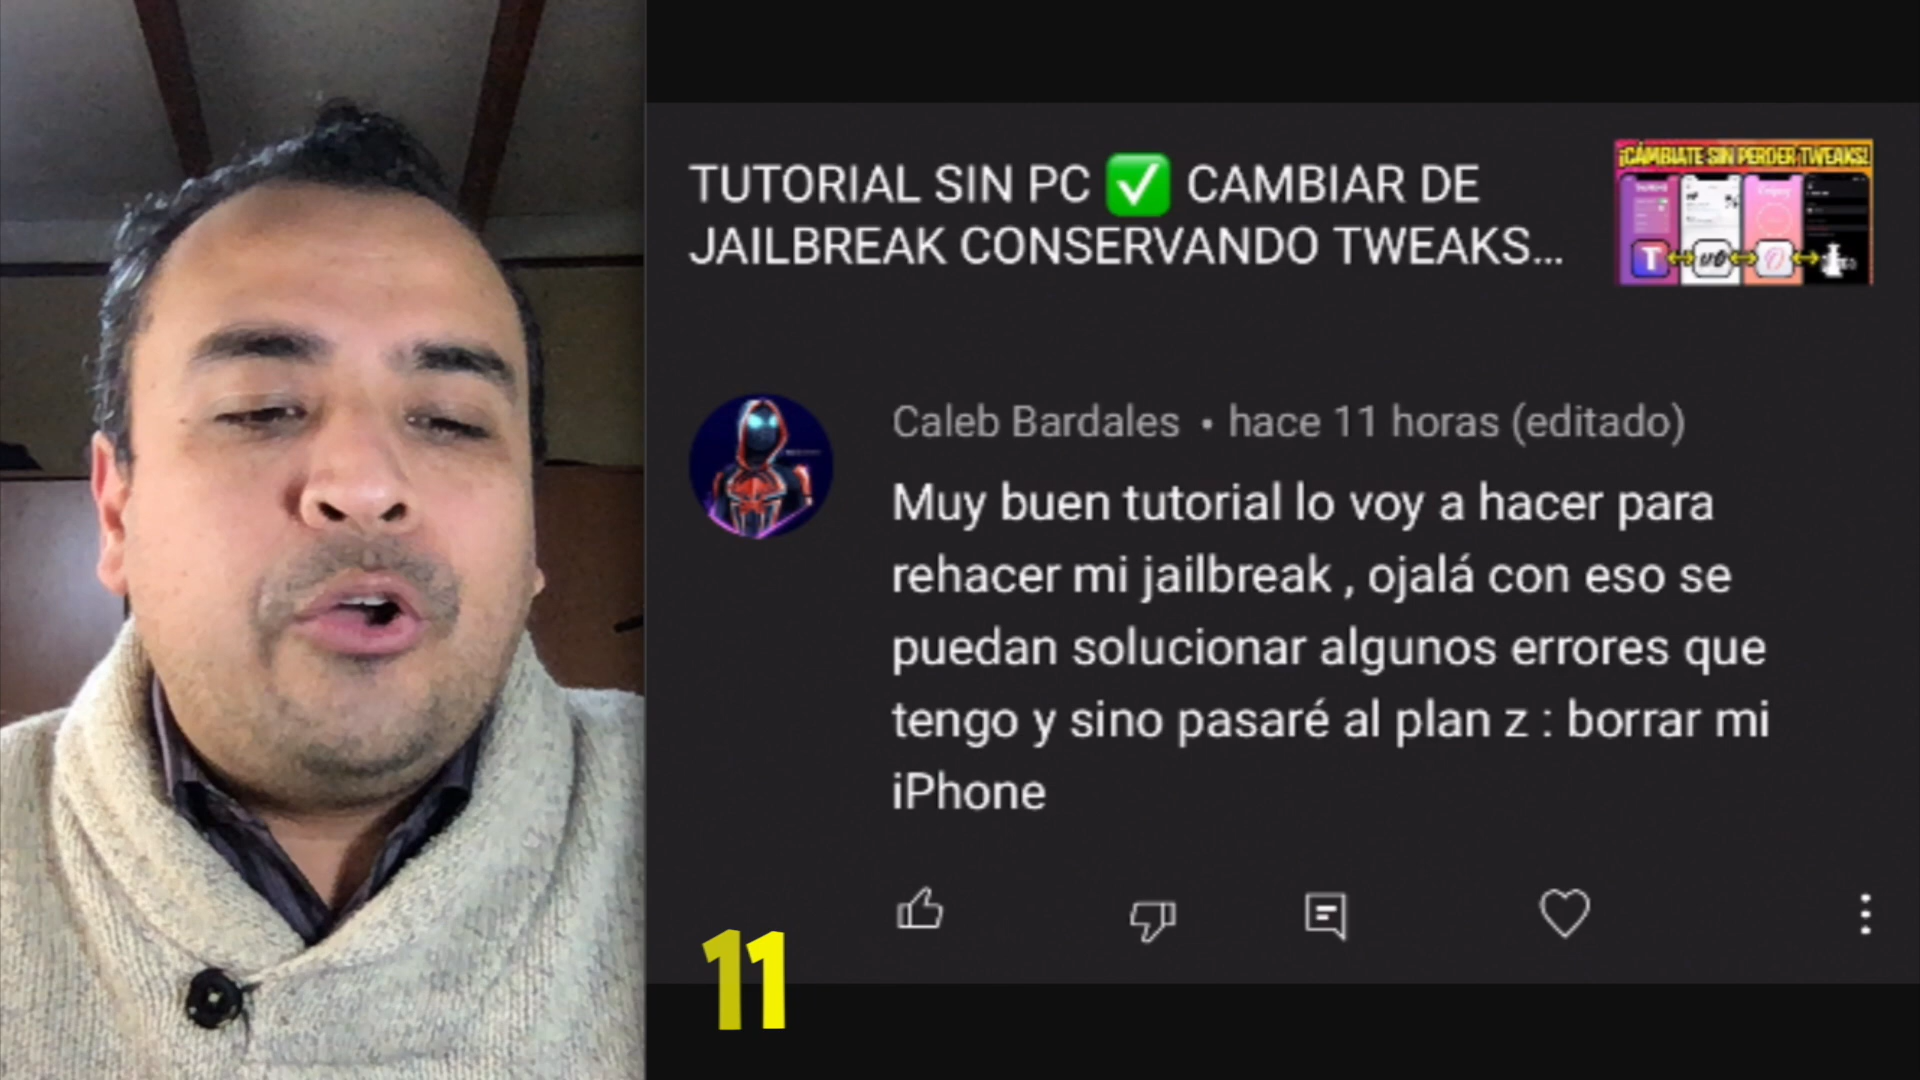 TUTORIAL SIN PC ✅ CAMBIAR DE
JAILBREAK CONSERVANDO TWEAKS...
¡CÁMBIATE SIN PERDER TWEAKS!
Caleb Bardales • hace 11 horas (editado)
Muy buen tutorial lo voy a hacer para
rehacer mi jailbreak , ojalá con eso se
puedan solucionar algunos errores que
tengo y sino pasaré al plan z : borrar mi
iPhone
11